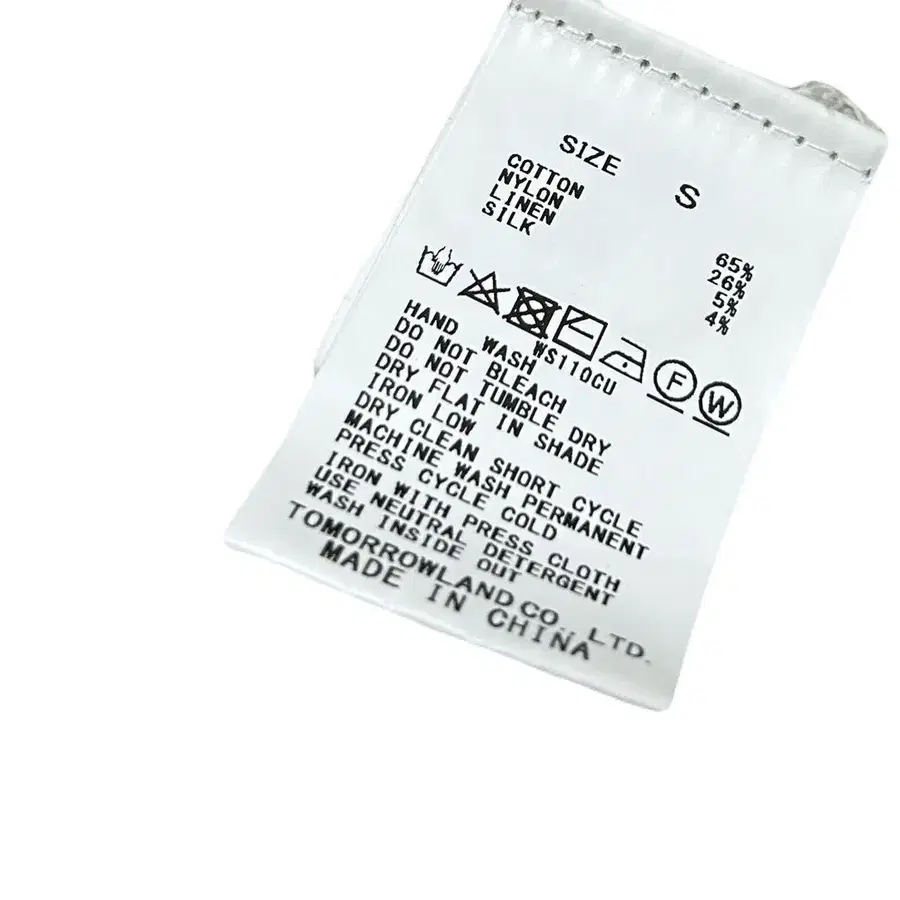 SIZE S
COTTON 65%
NYLON 26%
LINEN 5%
SILK 4%
F W
WS110CU
HAND WASH
DO NOT BLEACH
DO NOT TUMBLE DRY
DRY FLAT IN SHADE
IRON LOW
DRY CLEAN SHORT CYCLE
MACHINE WASH PERMANENT
PRESS CYCLE COLD
IRON WITH PRESS CLOTH
USE NEUTRAL DETERGENT
WASH INSIDE OUT
TOMORROWLAND CO., LTD.
MADE IN CHINA